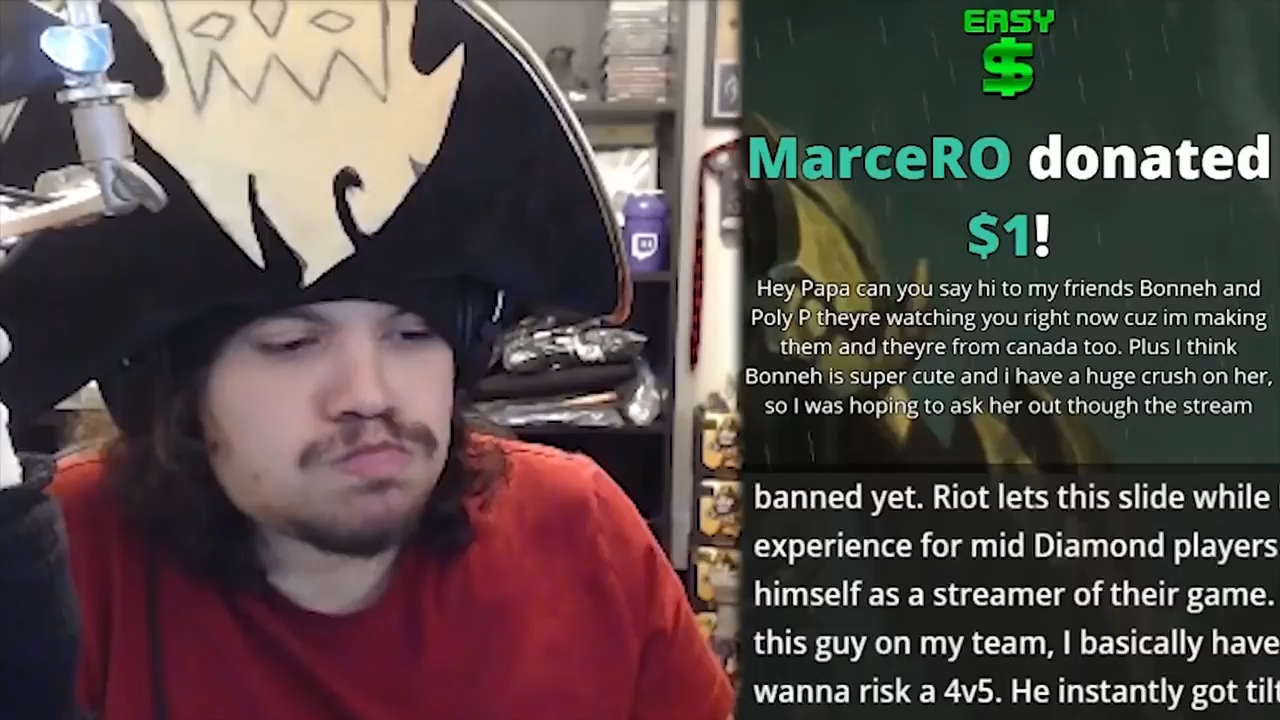 EASY
$
MarceRO donated
$1!
Hey Papa can you say hi to my friends Bonneh and
Poly P theyre watching you right now cuz im making
them and theyre from canada too. Plus I think
Bonneh is super cute and i have a huge crush on her,
so I was hoping to ask her out though the stream
banned yet. Riot lets this slide while
experience for mid Diamond players
himself as a streamer of their game.
this guy on my team, I basically have
wanna risk a 4v5. He instantly got tilt